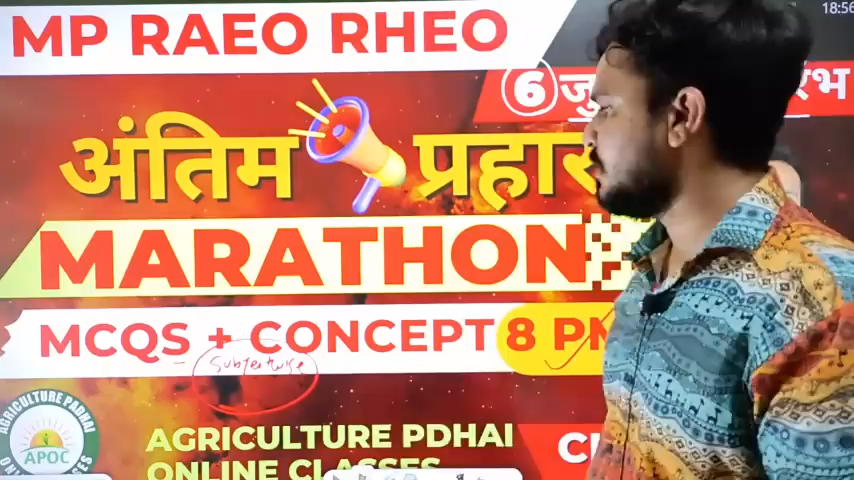 18:56
MP RAEO RHEO
6 जु
रंभ
अंतिम प्रहार
MARATHON
MCQS + CONCEPT 8 PM
Subjective
AGRICULTURE PADHAI
APOC
AGRICULTURE PDHAI
ONLINE CLASSES